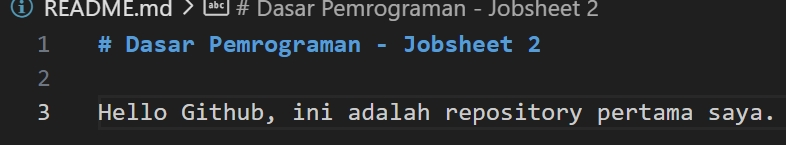 README.md > abc # Dasar Pemrograman - Jobsheet 2
1 # Dasar Pemrograman - Jobsheet 2
2
3 Hello Github, ini adalah repository pertama saya.